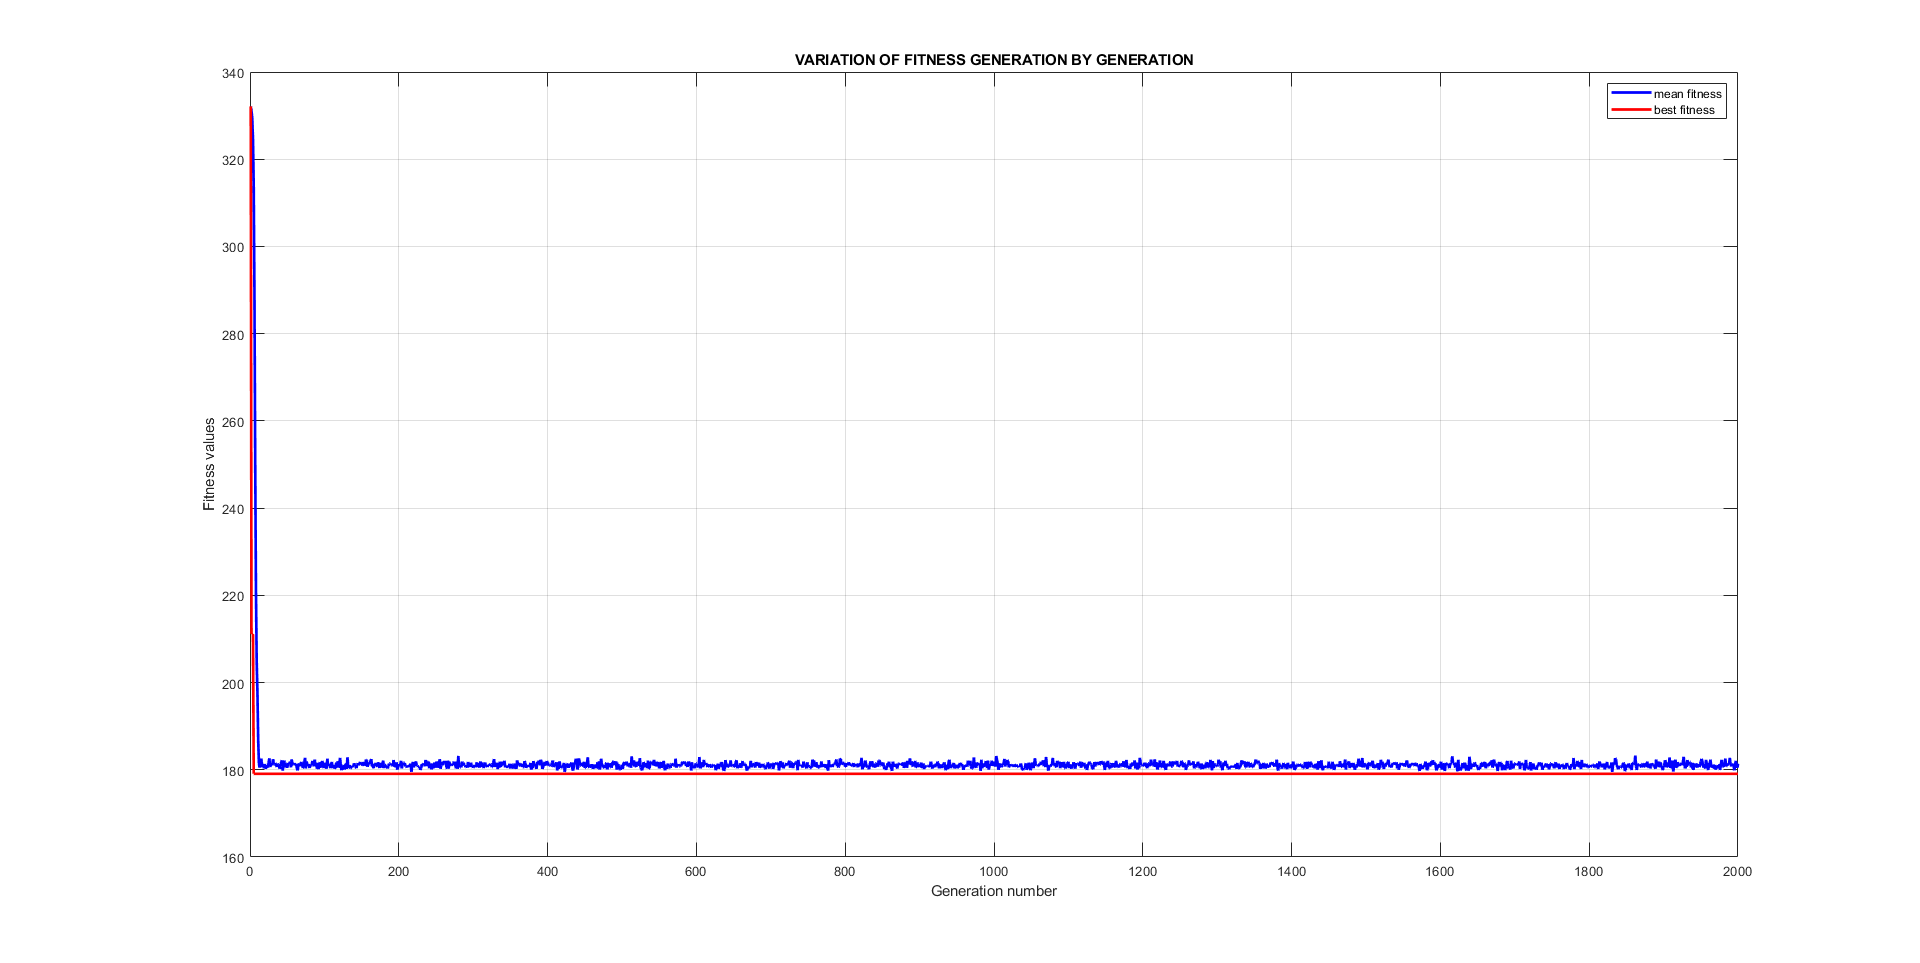 VARIATION OF FITNESS GENERATION BY GENERATION
340
mean fitness
best fitness
320
300
280
260
240
220
200
180
160
Fitness values
0 200 400 600 800 1000 1200 1400 1600 1800 2000
Generation number